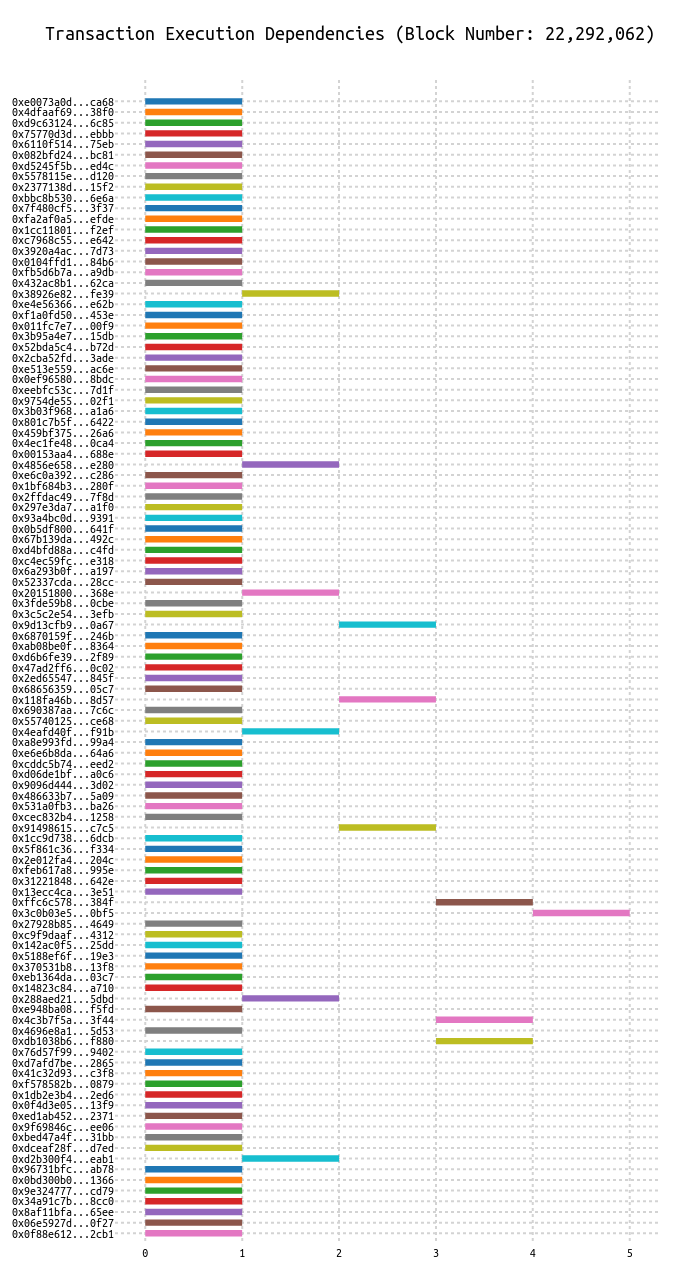 Transaction Execution Dependencies (Block Number: 22,292,062)
0xe0073a0d...ca68
0x4dfaaf69...38f0
0xd9c63124...6c85
0x75770d3d...ebbb
0x6110f514...75eb
0x082bfd24...bc81
0xd5245f5b...ed4c
0x5578115e...d120
0x2377138d...15f2
0xbbc8b530...6e6a
0x7f480cf5...3f37
0xfa2af0a5...efde
0x1cc11801...f2ef
0xc7968c55...e642
0x3920a4ac...7d73
0x0104ffd1...84b6
0xfb5d6b7a...a9db
0x432ac8b1...62ca
0x38926e82...fe39
0xe4e56366...e62b
0xf1a0fd50...453e
0x011fc7e7...00f9
0x3b95a4e7...15db
0x52bda5c4...b72d
0x2cba52fd...3ade
0xe513e559...ac6e
0x0ef96580...8bdc
0xeebfc53c...7d1f
0x9754de55...02f1
0x3b03f968...a1a6
0x801c7b5f...6422
0x459bf375...26a6
0x4ec1fe48...0ca4
0x00153aa4...688e
0x4856e658...e280
0xe6c0a392...c286
0x1bf684b3...280f
0x2ffdac49...7f8d
0x297e3da7...a1f0
0x93a4bc0d...9391
0x0b5df800...641f
0x67b139da...492c
0xd4bfd88a...c4fd
0xc4ec59fc...e318
0x6a293b0f...a197
0x52337cda...28cc
0x20151800...368e
0x3fde59b8...0cbe
0x3c5c2e54...3efb
0x9d13cfb9...0a67
0x6870159f...246b
0xab08be0f...8364
0xd6b6fe39...2f89
0x47ad2ff6...0c02
0x2ed65547...845f
0x68656359...05c7
0x118fa46b...8d57
0x690387aa...7c6c
0x55740125...ce68
0x4eafd40f...f91b
0xa8e993fd...99a4
0xe6e6b8da...64a6
0xcddc5b74...eed2
0xd06de1bf...a0c6
0x9096d444...3d02
0x486633b7...5a09
0x531a0fb3...ba26
0xcec832b4...1258
0x91498615...c7c5
0x1cc9d738...6dcb
0x5f861c36...f334
0x2e012fa4...204c
0xfeb617a8...995e
0x31221848...642e
0x13ecc4ca...3e51
0xffc6c578...384f
0x3c0b03e5...0bf5
0x27928b85...4649
0xc9f9daaf...4312
0x142ac0f5...25dd
0x5188ef6f...19e3
0x370531b8...13f8
0xeb1364da...03c7
0x14823c84...a710
0x288aed21...5dbd
0xe948ba08...f5fd
0x4c3b7f5a...3f44
0x4696e8a1...5d53
0xdb1038b6...f880
0x76d57f99...9402
0xd7afd7be...2865
0x41c32d93...c3f8
0xf578582b...0879
0x1db2e3b4...2ed6
0x0f4d3e05...13f9
0xed1ab452...2371
0x9f69846c...ee06
0xbed47a4f...31bb
0xdceaf28f...d7ed
0xd2b300f4...eab1
0x96731bfc...ab78
0x0bd300b0...1366
0x9e324777...cd79
0x34a91c7b...8cc0
0x8af11bfa...65ee
0x06e5927d...0f27
0x0f88e612...2cb1
0 1 2 3 4 5